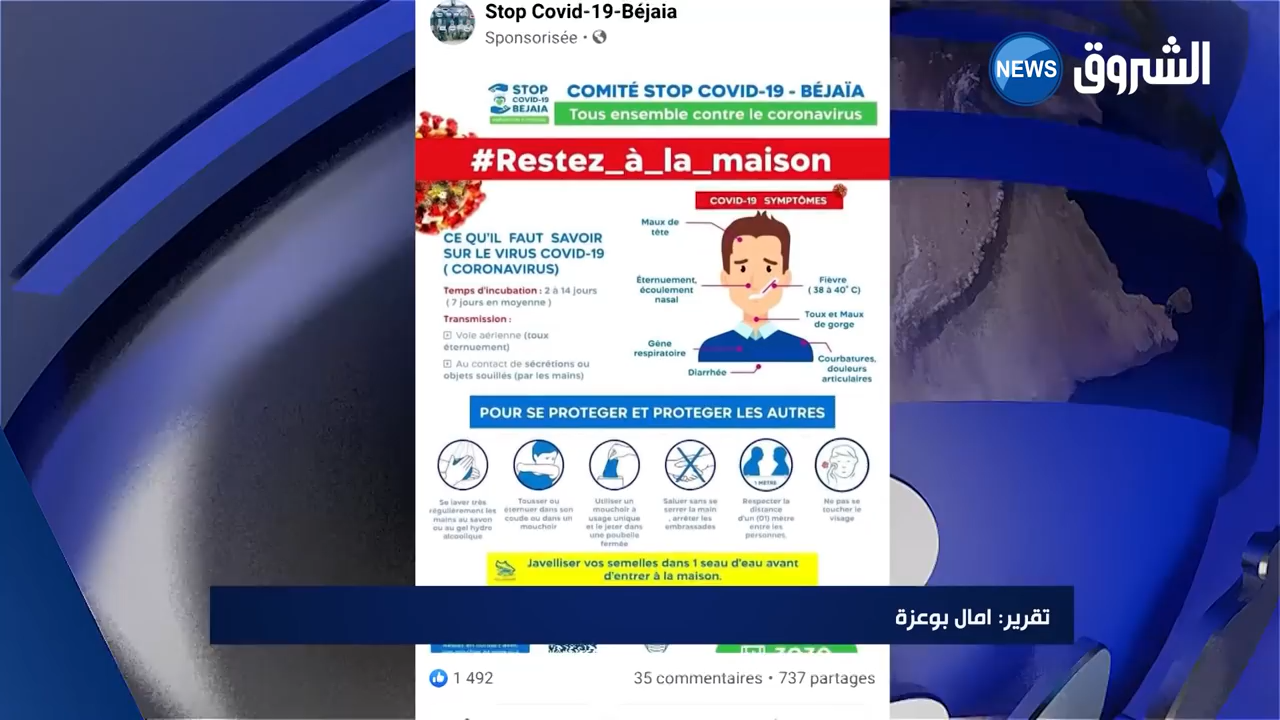 Stop Covid-19-Béjaia
Sponsorisée •
NEWS الشروق
STOP
COVID-19
BEJAIA
COMITÉ STOP COVID-19 - BÉJAÏA
Tous ensemble contre le coronavirus
#Restez_à_la_maison
COVID-19 SYMPTÔMES
CE QU'IL FAUT SAVOIR
SUR LE VIRUS COVID-19
( CORONAVIRUS)
Temps d'incubation : 2 à 14 jours
( 7 jours en moyenne )
Transmission :
Voie aérienne (toux
éternuement)
Au contact de sécrétions ou
objets souillés (par les mains)
Maux de
tête
Éternuement,
écoulement
nasal
Fièvre
( 38 à 40° C)
Toux et Maux
de gorge
Gêne
respiratoire
Courbatures,
douleurs
articulaires
Diarrhée
POUR SE PROTEGER ET PROTEGER LES AUTRES
1 MÈTRE
Se laver très
régulièrement les
mains au savon
ou au gel hydro
alcoolique
Tousser ou
éternuer dans son
coude ou dans un
mouchoir
Utiliser un
mouchoir à
usage unique
et le jeter dans
une poubelle
fermée
Saluer sans se
serrer la main
, arrêter les
embrassades
Respecter la
distance
d'un (01) mètre
entre les
personnes,
Ne pas se
toucher le
visage
Javelliser vos semelles dans 1 seau d'eau avant
d'entrer à la maison.
تقرير: امال بوعزة
3030
1 492
35 commentaires • 737 partages